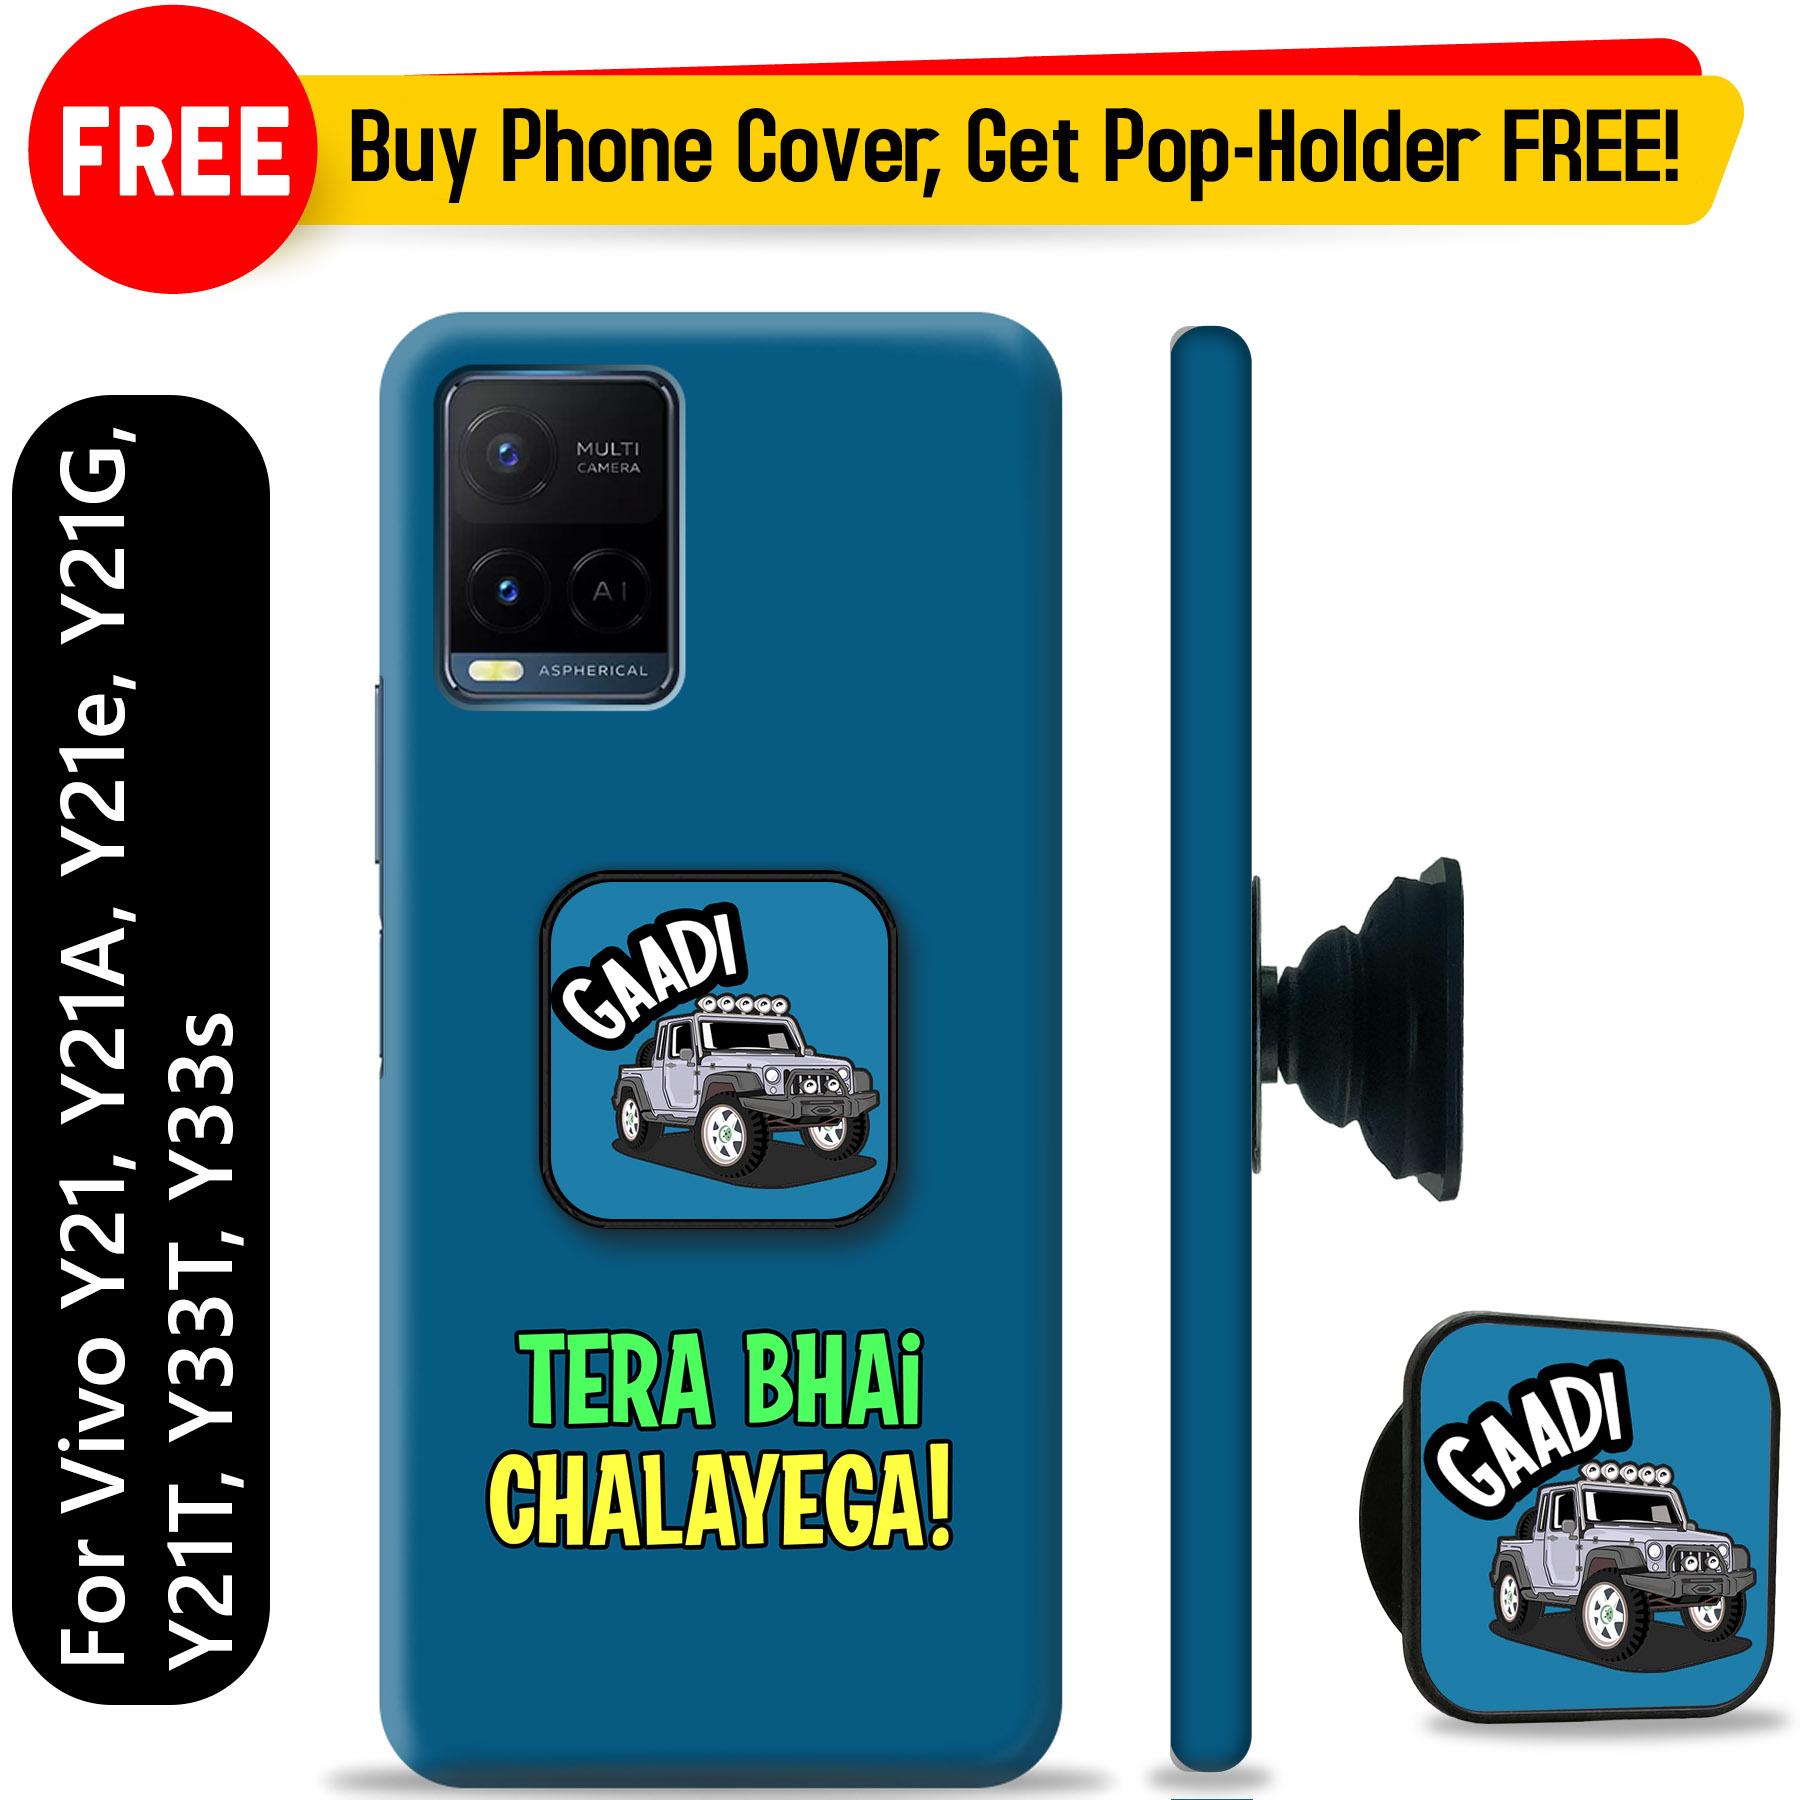 FREE
Buy Phone Cover, Get Pop-Holder FREE!
For Vivo Y21, Y21A, Y21e, Y21G,
Y21T, Y33T, Y33s
MULTI
CAMERA
AI
ASPHERICAL
GAADI
TERA BHAi
CHALAYEGA!
GAADI